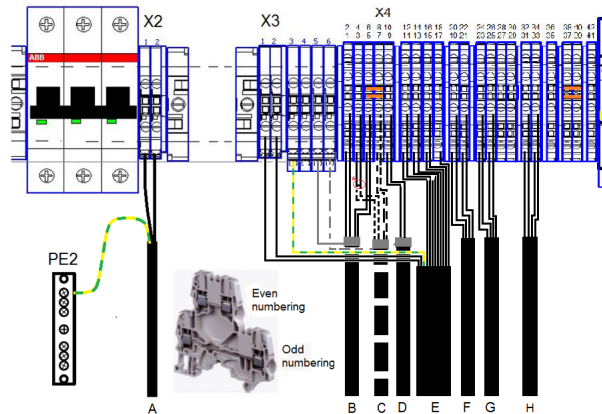 X2
X3
X4
2 4 6 8 10 12 14 16 18 20 22 24 26 28 30 32 34 38 40 42
1 3 5 7 9 11 13 15 17 19 21 23 25 27 29 31 33 37 39 41
1 2
1 2 3 4 5 6
ABB
PE2
Even
numbering
Odd
numbering
A
B C D E F G H